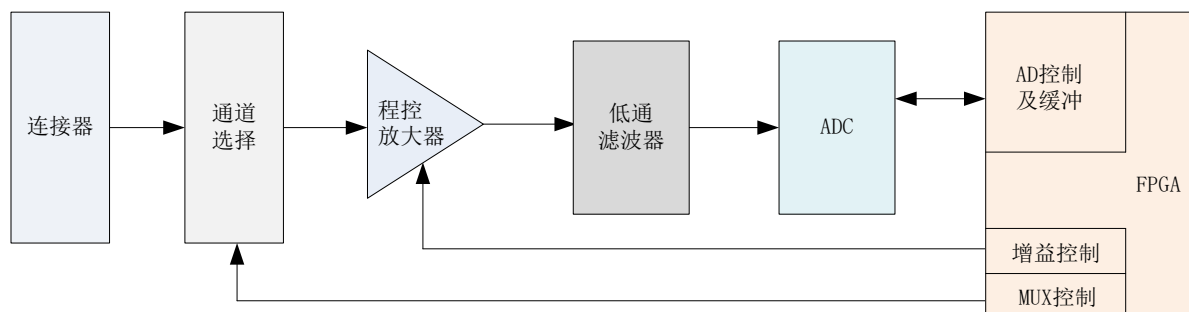 连接器
通道
选择
程控
放大器
低通
滤波器
ADC
AD控制
及缓冲
FPGA
增益控制
MUX控制